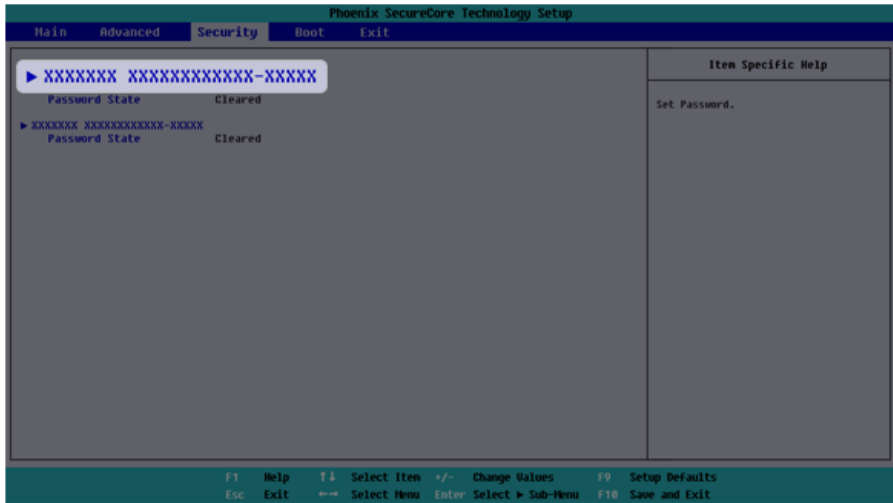 Phoenix SecureCore Technology Setup
Main Advanced Security Boot Exit
▶ XXXXXXX XXXXXXXXXXXX-XXXXX
Password State Cleared
▶ XXXXXXX XXXXXXXXXXXX-XXXXX
Password State Cleared
Item Specific Help
Set Password.
F1 Help ↑↓ Select Item +/- Change Values F9 Setup Defaults
Esc Exit ←→ Select Menu Enter Select ▶ Sub-Menu F10 Save and Exit